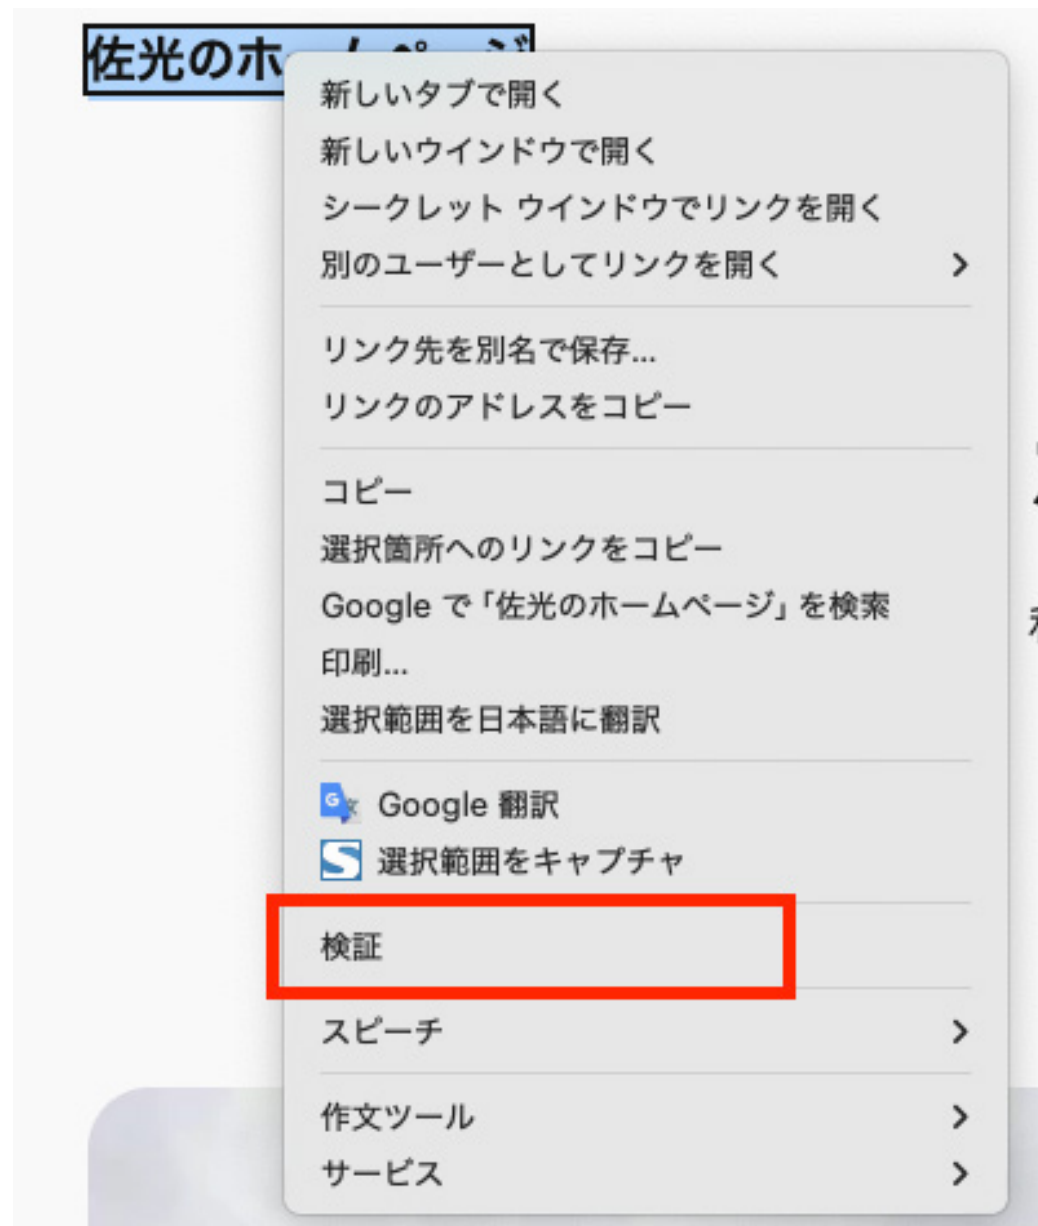 佐光のホームページ
新しいタブで開く
新しいウインドウで開く
シークレット ウインドウでリンクを開く
別のユーザーとしてリンクを開く
リンク先を別名で保存...
リンクのアドレスをコピー
コピー
選択箇所へのリンクをコピー
Google で「佐光のホームページ」を検索
印刷...
選択範囲を日本語に翻訳
Google 翻訳
選択範囲をキャプチャ
検証
スピーチ
作文ツール
サービス